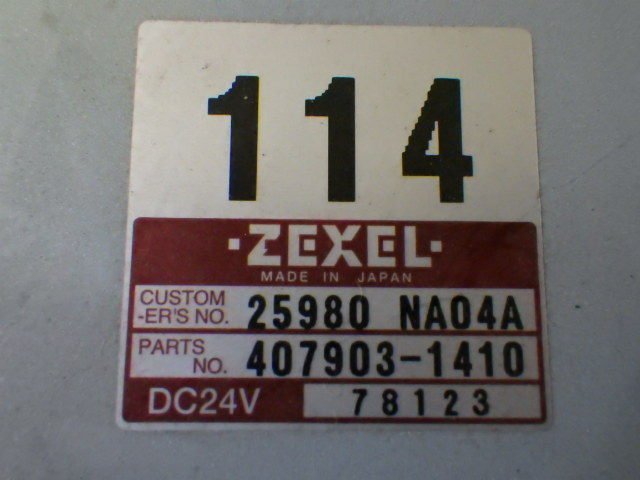 114
·ZEXEL·
MADE IN JAPAN
CUSTOM
-ER'S NO. 25980 NA04A
PARTS
NO. 407903-1410
DC24V 78123